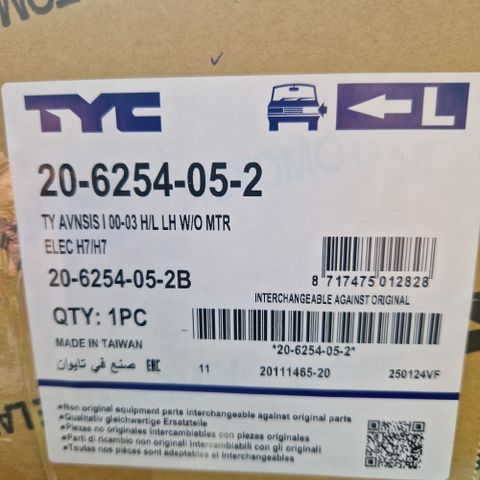 TYC
L
20-6254-05-2
TY AVNSIS I 00-03 H/L LH W/O MTR
ELEC H7/H7
20-6254-05-2B
8 717475 012828
INTERCHANGEABLE AGAINST ORIGINAL
QTY: 1PC
MADE IN TAIWAN
*20-6254-05-2*
صنع في تايوان EAC 11 20111465-20 250124VF
•Non original equipment parts interchangeable against original parts
•Qualitativ gleichwertige Ersatzteile
•Piezas no originales intercambiables con piezas originales
•Parti di ricambio non originali intercambiabili con gli originali
•Toutes nos pièces sont adaptables et interchangeables